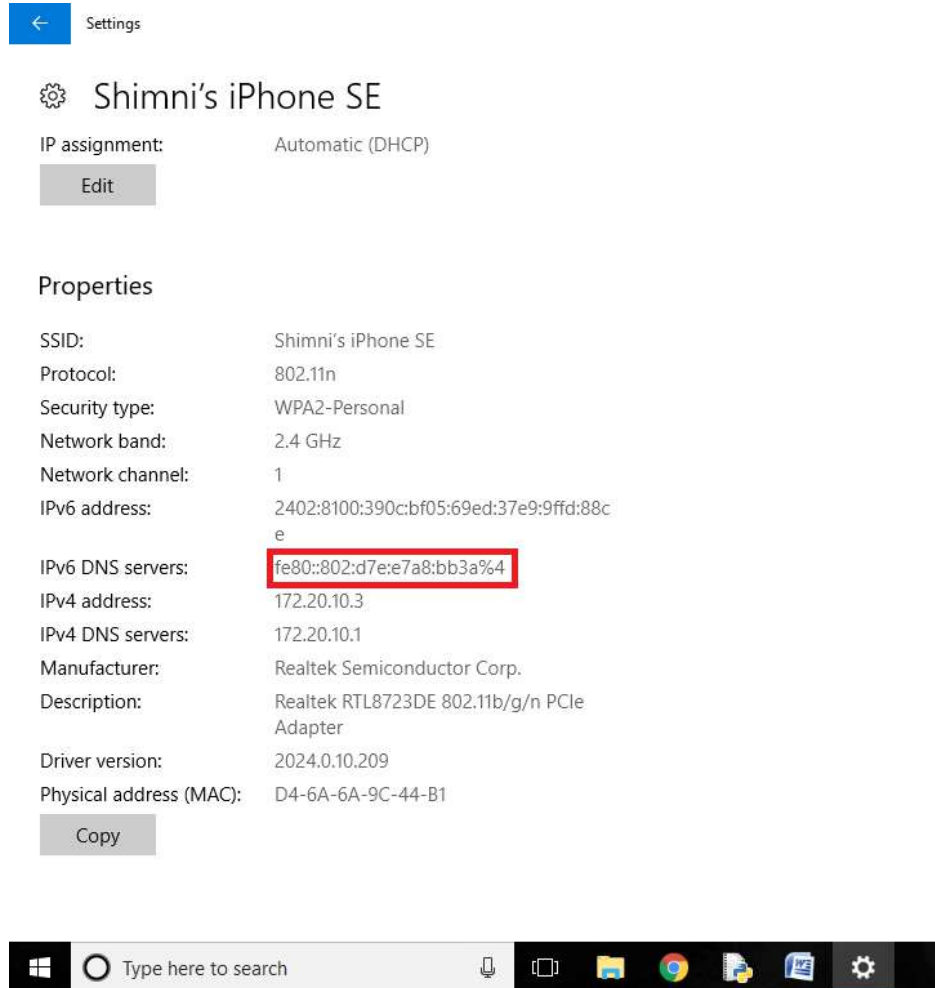 Settings
Shimni's iPhone SE
IP assignment: Automatic (DHCP)
Edit
Properties
SSID: Shimni's iPhone SE
Protocol: 802.11n
Security type: WPA2-Personal
Network band: 2.4 GHz
Network channel: 1
IPv6 address: 2402:8100:390c:bf05:69ed:37e9:9ffd:88c
e
IPv6 DNS servers: fe80::802:d7e:e7a8:bb3a%4
IPv4 address: 172.20.10.3
IPv4 DNS servers: 172.20.10.1
Manufacturer: Realtek Semiconductor Corp.
Description: Realtek RTL8723DE 802.11b/g/n PCIe
Adapter
Driver version: 2024.0.10.209
Physical address (MAC): D4-6A-6A-9C-44-B1
Copy
Type here to search